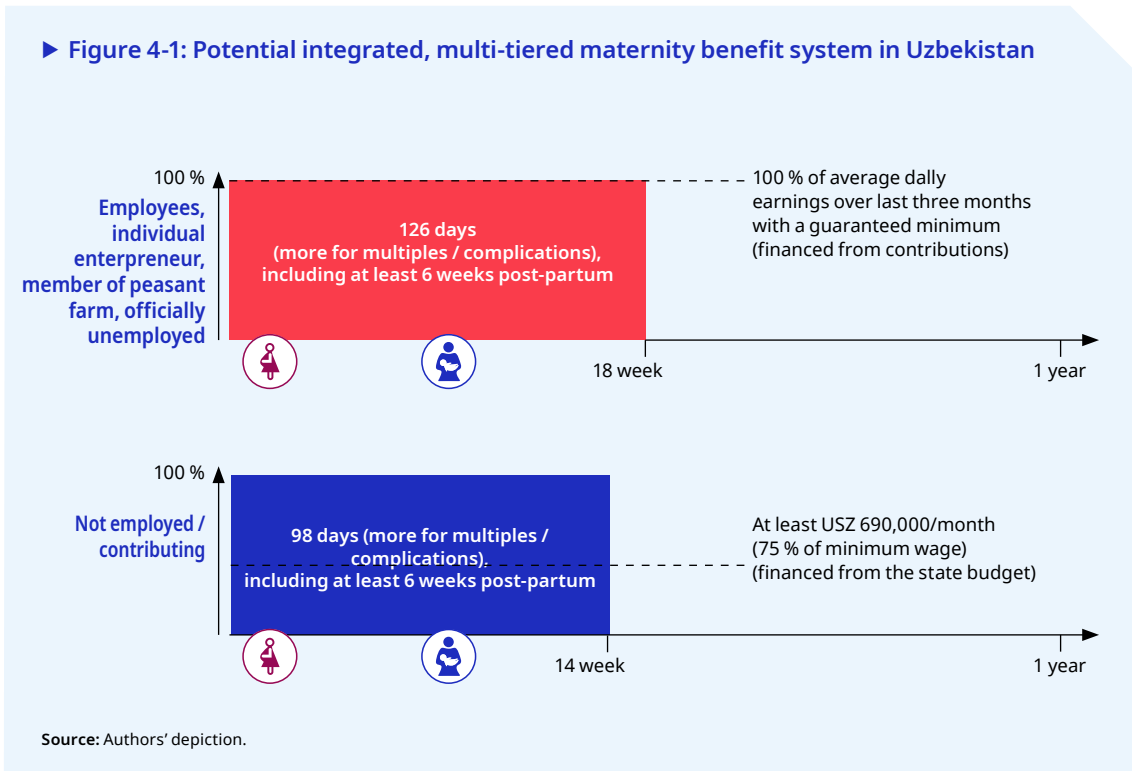 ▶ Figure 4-1: Potential integrated, multi-tiered maternity benefit system in Uzbekistan
100 %
Employees,
individual
enterpreneur,
member of peasant
farm, officially
unemployed
126 days
(more for multiples / complications),
including at least 6 weeks post-partum
100 % of average dally
earnings over last three months
with a guaranteed minimum
(financed from contributions)
18 week
1 year
100 %
Not employed /
contributing
98 days (more for multiples /
complications),
including at least 6 weeks post-partum
At least USZ 690,000/month
(75 % of minimum wage)
(financed from the state budget)
14 week
1 year
Source: Authors’ depiction.